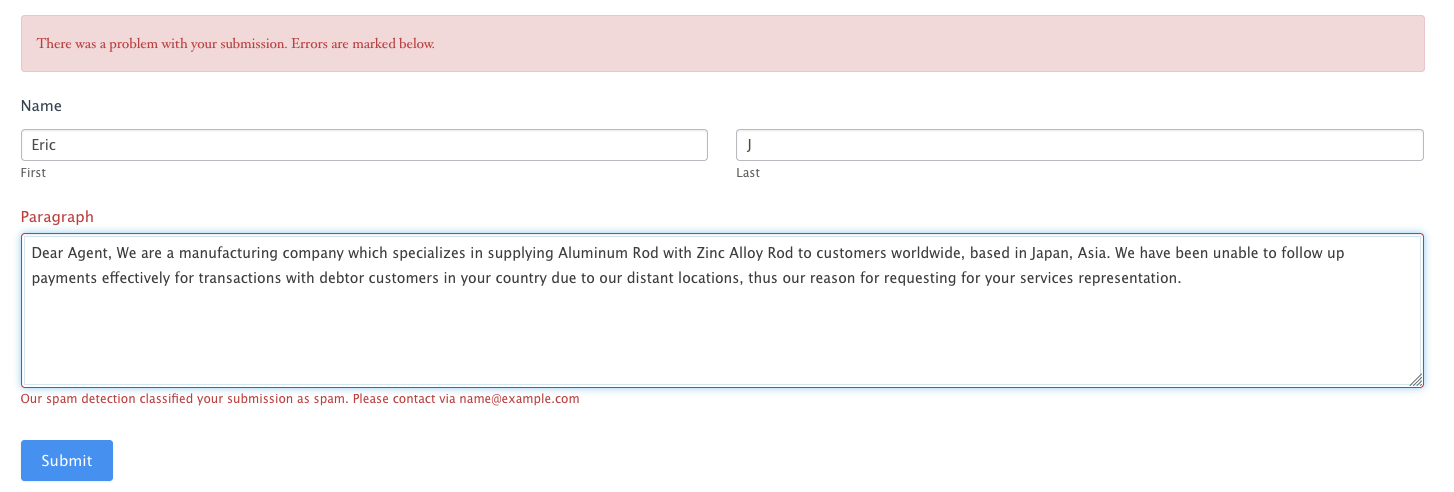 There was a problem with your submission. Errors are marked below.
Name
Eric
J
First
Last
Paragraph
Dear Agent, We are a manufacturing company which specializes in supplying Aluminum Rod with Zinc Alloy Rod to customers worldwide, based in Japan, Asia. We have been unable to follow up
payments effectively for transactions with debtor customers in your country due to our distant locations, thus our reason for requesting for your services representation.
Our spam detection classified your submission as spam. Please contact via name@example.com
Submit